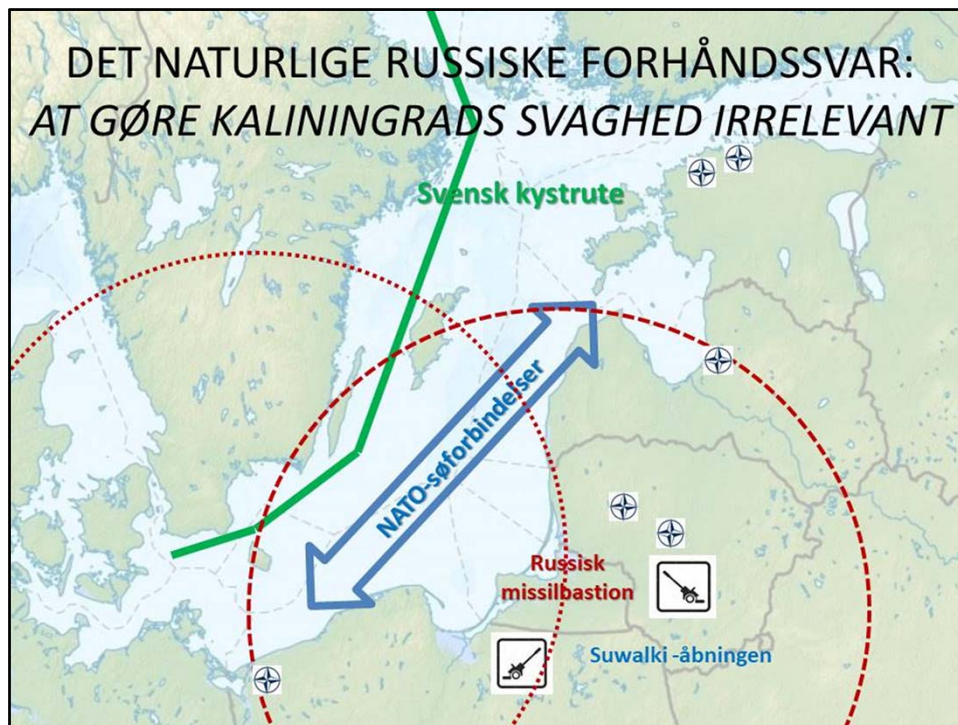 DET NATURLIGE RUSSISKE FORHÅNDSSVAR:
AT GØRE KALININGRADS SVAGHED IRRELEVANT
Svensk kystrute
NATO-søforbindelser
Russisk
missilbastion
Suwalki -åbningen